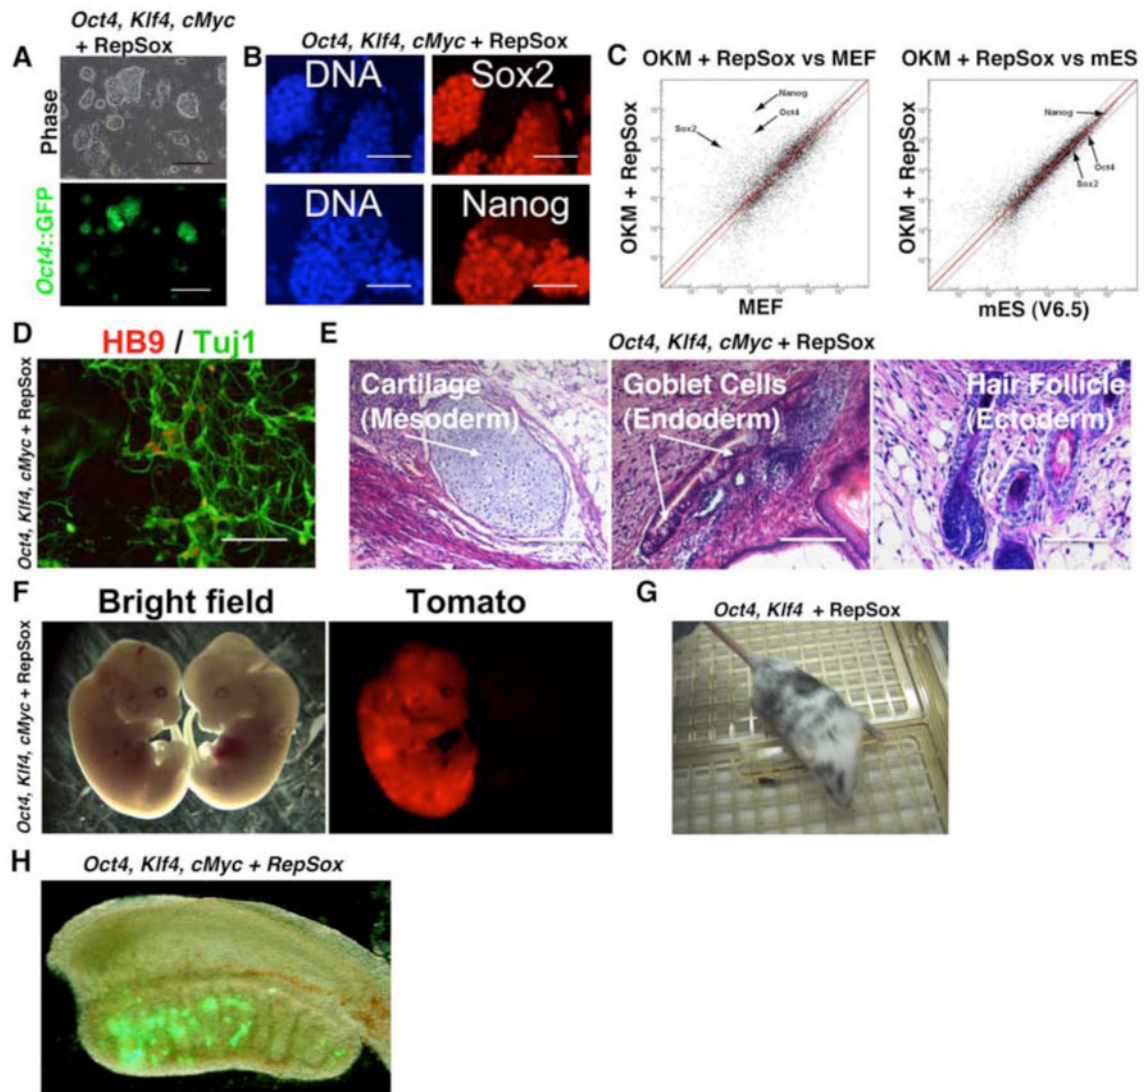 Oct4, Klf4, cMyc
+ RepSox
A
Phase
Oct4::GFP
B
Oct4, Klf4, cMyc + RepSox
DNA
Sox2
DNA
Nanog
C
OKM + RepSox vs MEF
OKM + RepSox
Nanog
Oct4
Sox2
MEF
OKM + RepSox vs mES
OKM + RepSox
Nanog
Oct4
Sox2
mES (V6.5)
D
HB9 / Tuj1
Oct4, Klf4, cMyc + RepSox
E
Oct4, Klf4, cMyc + RepSox
Cartilage
(Mesoderm)
Goblet Cells
(Endoderm)
Hair Follicle
(Ectoderm)
F
Bright field
Tomato
Oct4, Klf4, cMyc + RepSox
G
Oct4, Klf4 + RepSox
H
Oct4, Klf4, cMyc + RepSox